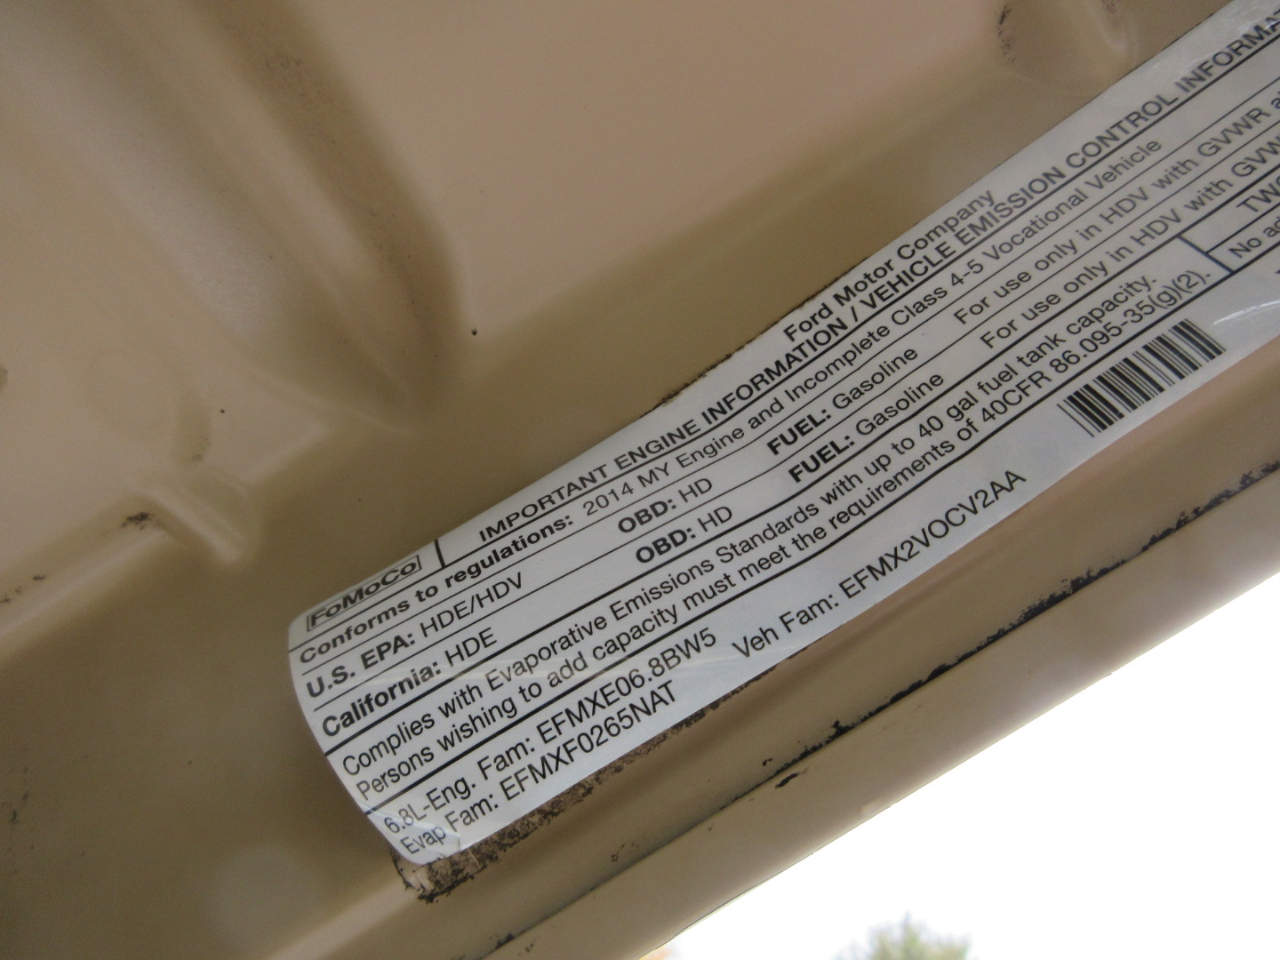 FoMoCo
Ford Motor Company
IMPORTANT ENGINE INFORMATION / VEHICLE EMISSION CONTROL
Conforms to regulations: 2014 MY Engine and Incomplete Class 4-5 Vocational Vehicle
U.S. EPA: HDE/HDV OBD: HD FUEL: Gasoline For use only in HDV with GVWR
California: HDE OBD: HD FUEL: Gasoline For use only in HDV with
Complies with Evaporative Emissions Standards with up to 40 gal fuel tank capacity.
Persons wishing to add capacity must meet the requirements of 40CFR 86.095-35(g)(2).
No
6.8L-Eng. Fam: EFMXE06.8BW5 Veh Fam: EFMX2VOCV2AA
Evap Fam: EFMXF0265NAT